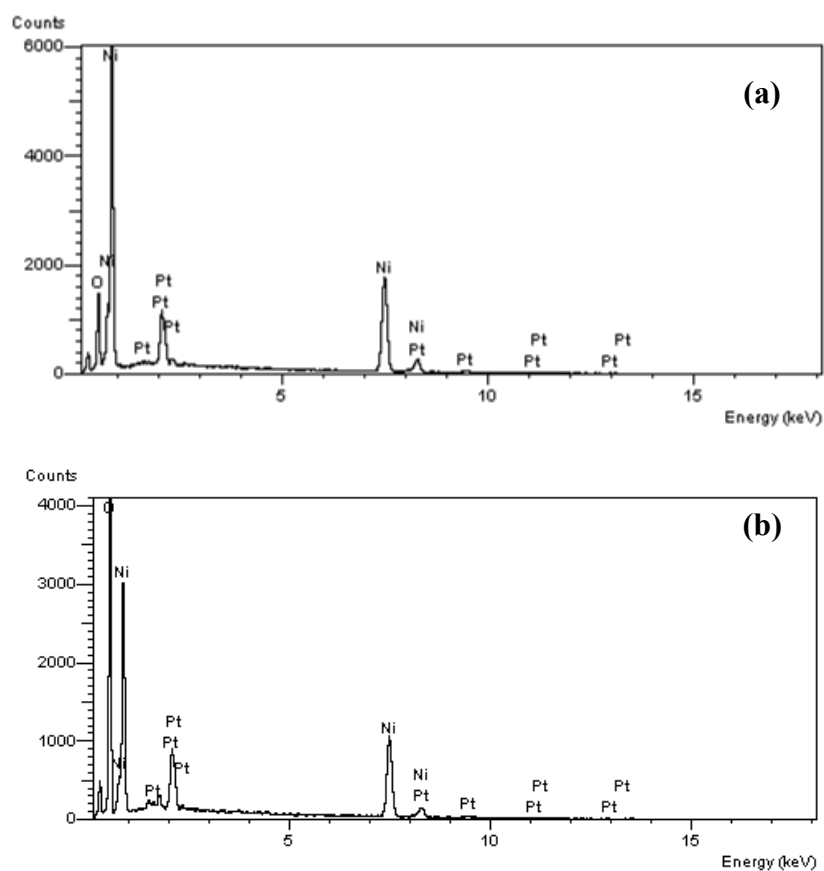 Counts
6000
Ni
(a)
4000
2000
Ni
O
Pt
Pt
Pt
Pt
Ni
Ni
Pt
Pt
Pt
Pt
Pt
Pt
0
5
10
15
Energy (keV)
Counts
4000
O
(b)
3000
Ni
2000
1000
Pt
Pt
Pt
Ni
Ni
Pt
Ni
Pt
Pt
Pt
Pt
Pt
Pt
0
5
10
15
Energy (keV)